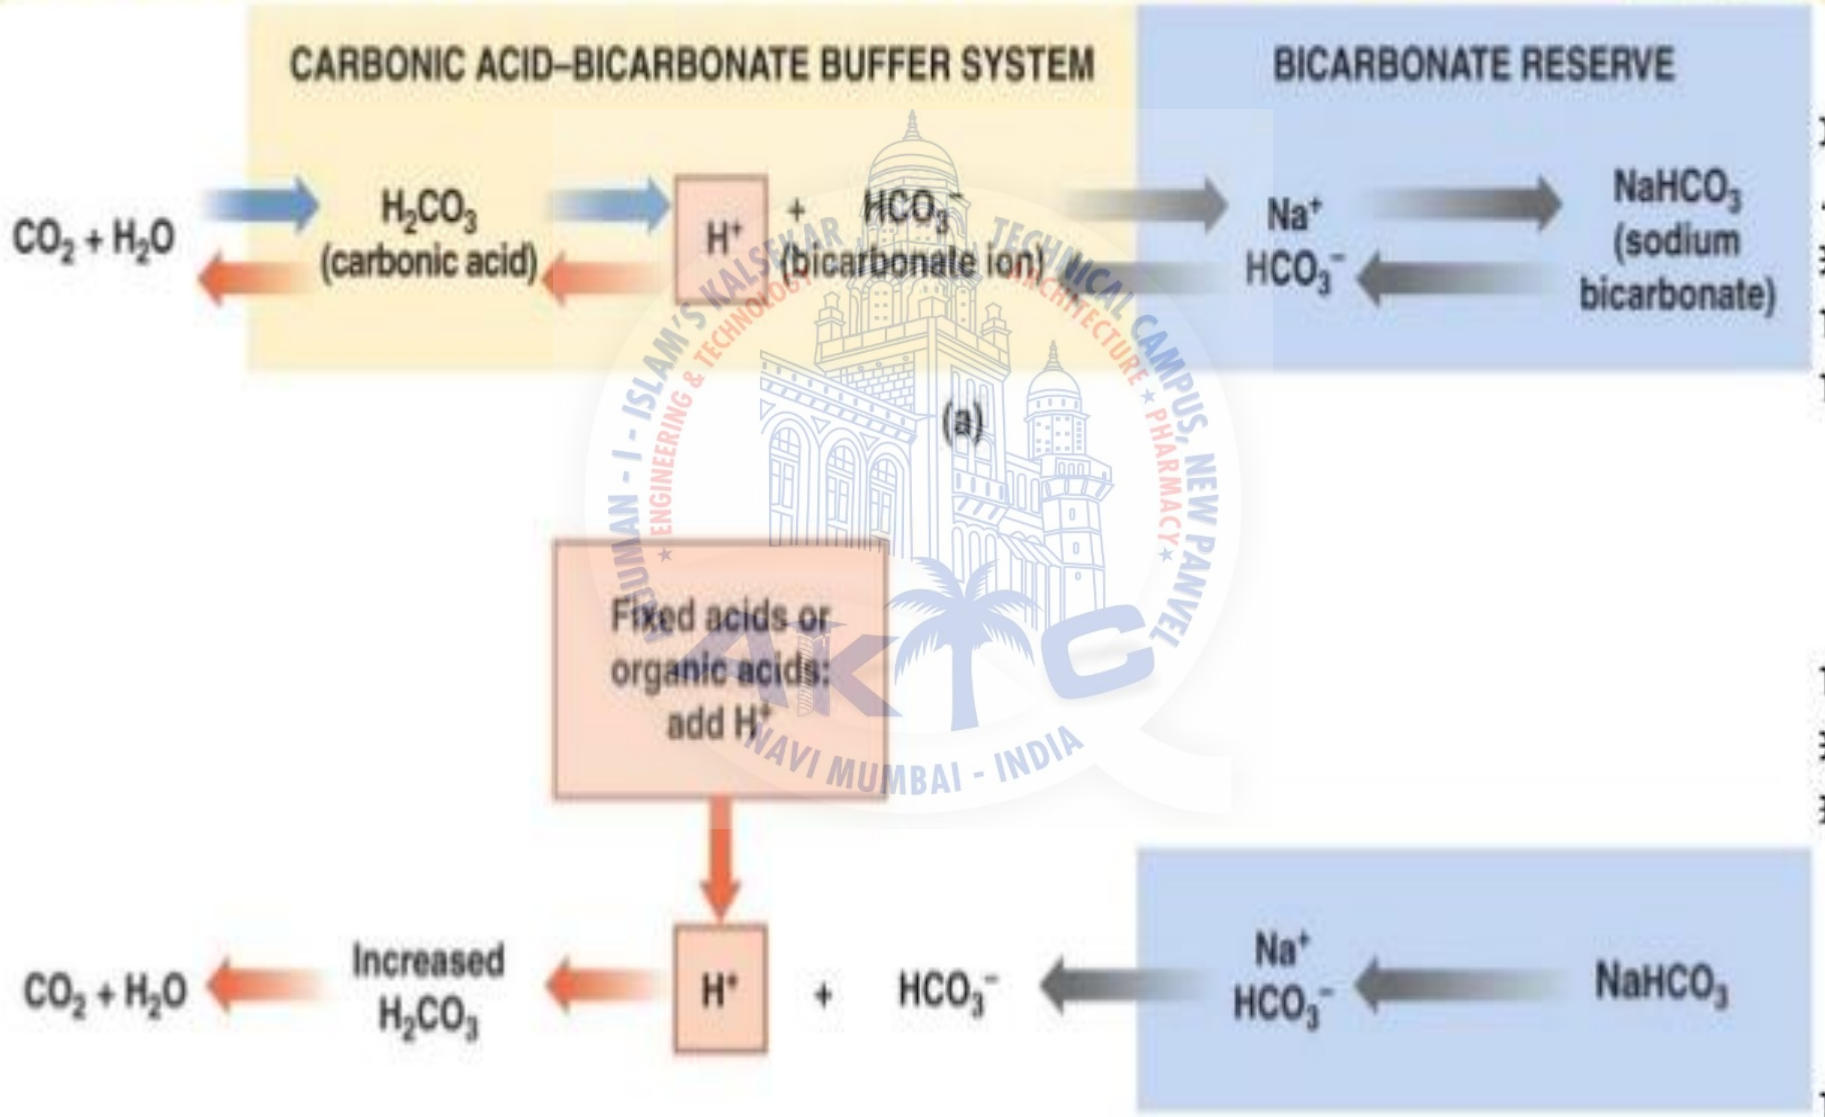 CARBONIC ACID–BICARBONATE BUFFER SYSTEM
BICARBONATE RESERVE
CO₂ + H₂O
H₂CO₃
(carbonic acid)
H⁺
+
HCO₃⁻
(bicarbonate ion)
Na⁺
HCO₃⁻
NaHCO₃
(sodium
bicarbonate)
(a)
I - ISLAM'S KALSEKAR TECHNICAL CAMPUS, NEW PANVEL
★ ENGINEERING & TECHNOLOGY ★ ARCHITECTURE ★ PHARMACY ★
Fixed acids or
organic acids:
add H⁺
AKTC
NAVI MUMBAI - INDIA
CO₂ + H₂O
Increased
H₂CO₃
H⁺
+
HCO₃⁻
Na⁺
HCO₃⁻
NaHCO₃